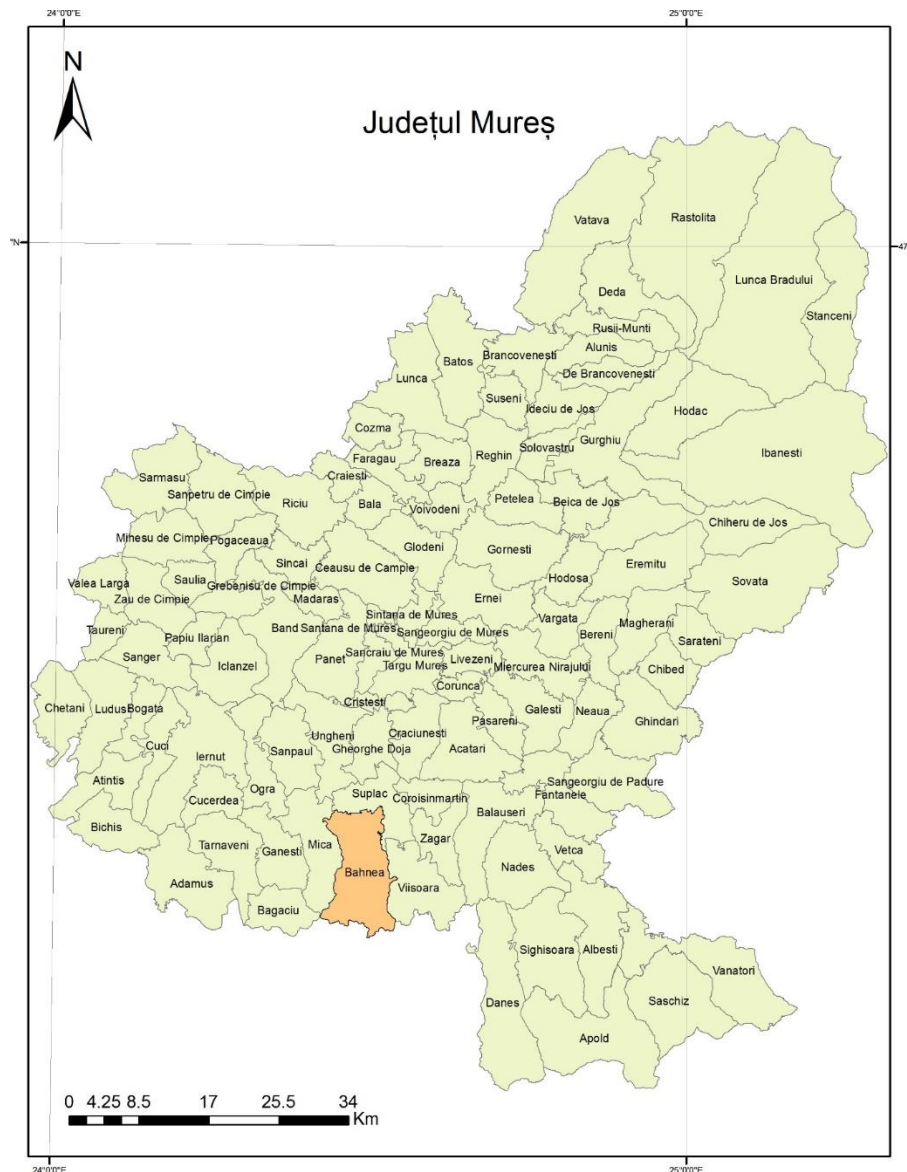 24°0'0"E
25°0'0"E
N
Județul Mureș
Vatava
Rastolita
°N
47
Lunca Bradului
Deda
Stanceni
Rusii-Munti
Alunis
Brancovenesti
Batos
De Brancovenesti
Lunca
Suseni
Ideciu de Jos
Hodac
Cozma
Gurghiu
Solovastru
Ibanesti
Reghin
Faragau
Breaza
Craiesti
Sarmasu
Sanpetru de Cimpie
Riciu
Bala
Voivodeni
Petelea
Beica de Jos
Chiheru de Jos
Mihesu de Cimpie
Pogaceaua
Glodeni
Gornesti
Sincai
Ceausu de Campie
Eremitu
Hodosa
Sovata
Valea Larga
Saulia
Grebenisu de Cimpie
Zau de Cimpie
Madaras
Ernei
Sintana de Mures
Vargata
Magherani
Taureni
Papiu Ilarian
Band
Santana de Mures
Sangeorgiu de Mures
Bereni
Sarateni
Sanger
Iclanzel
Panet
Sancraiu de Mures
Targu Mures
Livezeni
Miercurea Nirajului
Chibed
Corunca
Cristesti
Chetani
Ludus
Bogata
Pasareni
Galesti
Neaua
Ghindari
Ungheni
Craciunesti
Cuci
Iernut
Sanpaul
Gheorghe Doja
Acatari
Atintis
Ogra
Sangeorgiu de Padure
Cucerdea
Suplac
Coroisinmartin
Fantanele
Bichis
Balauseri
Tarnaveni
Ganesti
Mica
Zagar
Vetca
Nades
Adamus
Bahnea
Viisoara
Bagaciu
Sighisoara
Albesti
Vanatori
Danes
Saschiz
Apold
0 4.25 8.5 17 25.5 34
Km
24°0'0"E
25°0'0"E